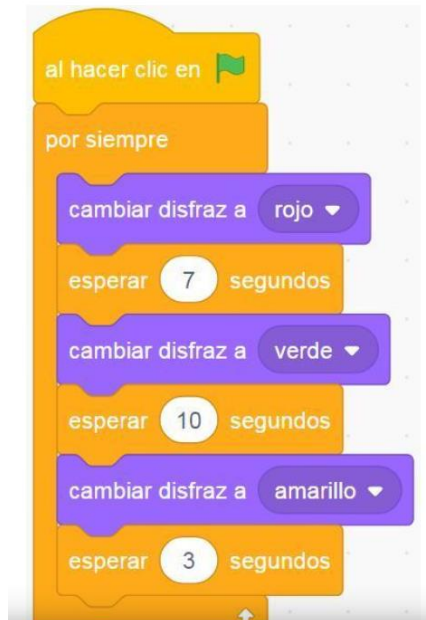 al hacer clic en
por siempre
cambiar disfraz a rojo
esperar 7 segundos
cambiar disfraz a verde
esperar 10 segundos
cambiar disfraz a amarillo
esperar 3 segundos